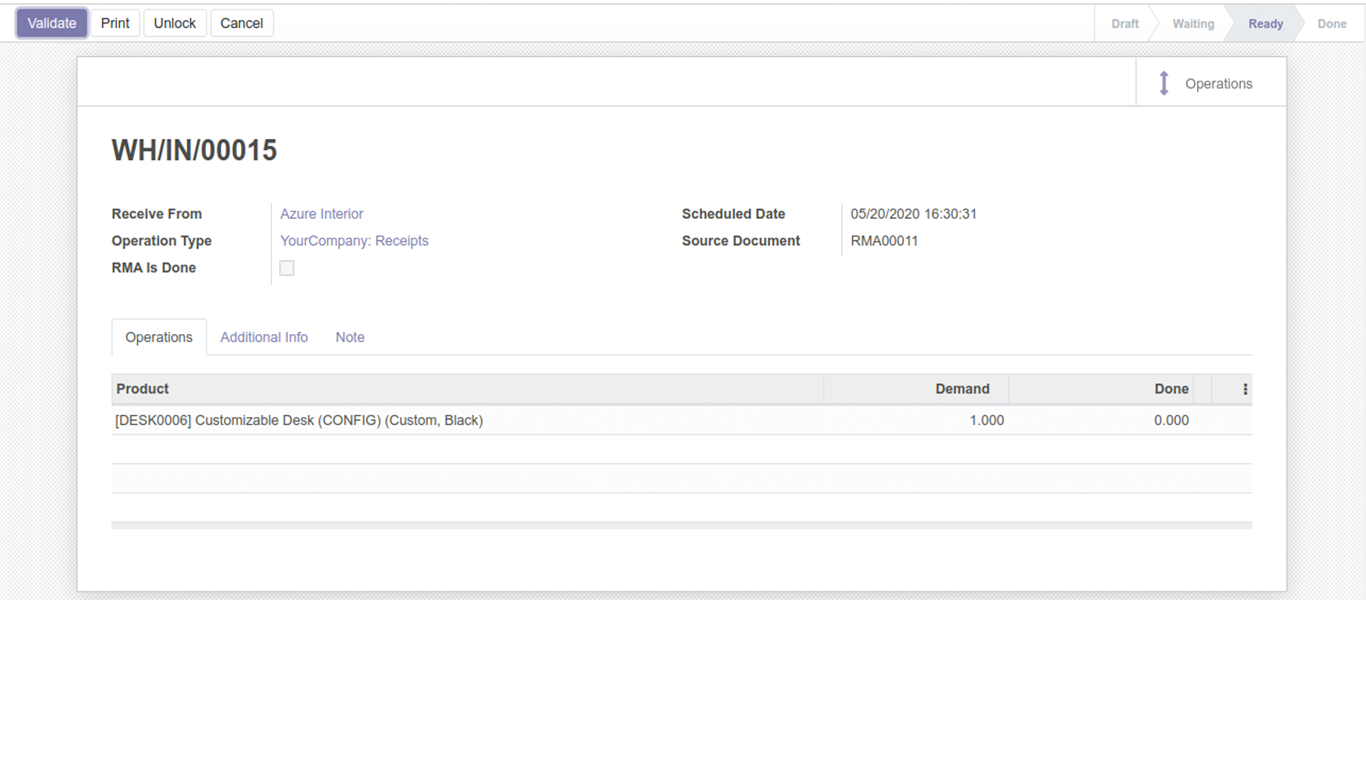 Validate Print Unlock Cancel Draft Waiting Ready Done
Operations
WH/IN/00015
Receive From Azure Interior Scheduled Date 05/20/2020 16:30:31
Operation Type YourCompany: Receipts Source Document RMA00011
RMA Is Done
Operations Additional Info Note
Product Demand Done
[DESK0006] Customizable Desk (CONFIG) (Custom, Black) 1.000 0.000